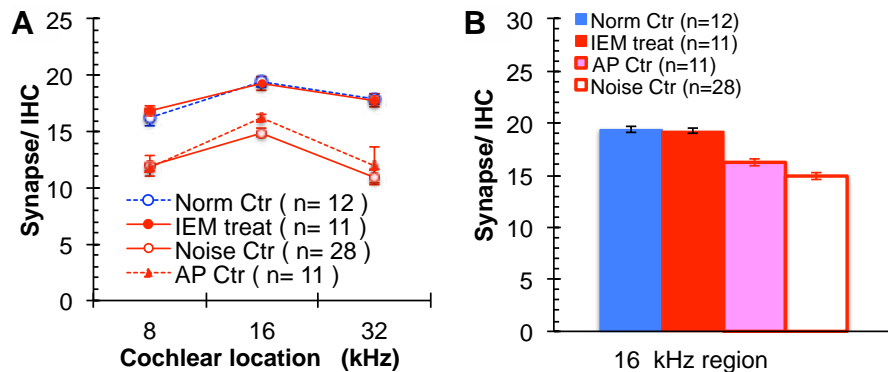 A
Synapse/ IHC
25
20
15
10
5
0
Norm Ctr ( n= 12 )
IEM treat ( n= 11 )
Noise Ctr ( n= 28 )
AP Ctr ( n= 11 )
8 16 32
Cochlear location (kHz)
B
Synapse/ IHC
30
25
20
15
10
5
0
Norm Ctr (n=12)
IEM treat (n=11)
AP Ctr (n=11)
Noise Ctr (n=28)
16 kHz region